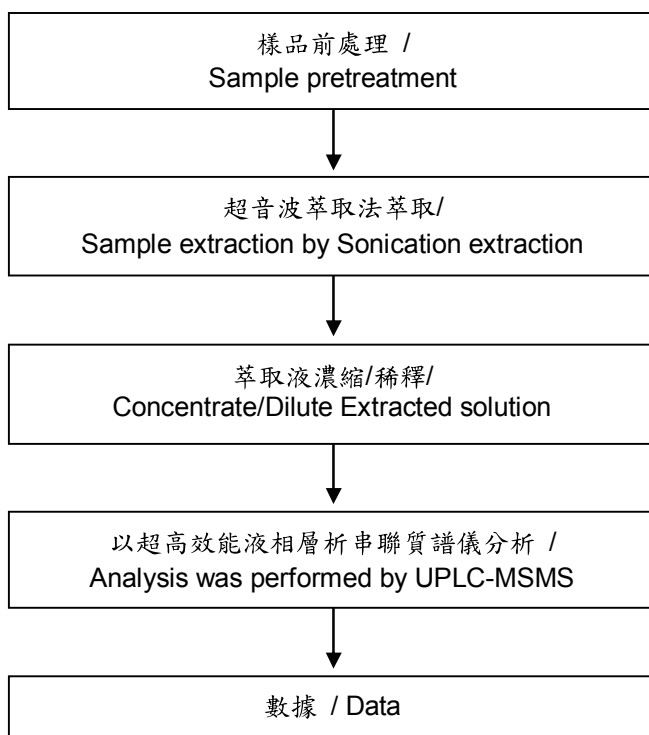 樣品前處理 /
Sample pretreatment
超音波萃取法萃取/
Sample extraction by Sonication extraction
萃取液濃縮/稀釋/
Concentrate/Dilute Extracted solution
以超高效能液相層析串聯質譜儀分析 /
Analysis was performed by UPLC-MSMS
數據 / Data